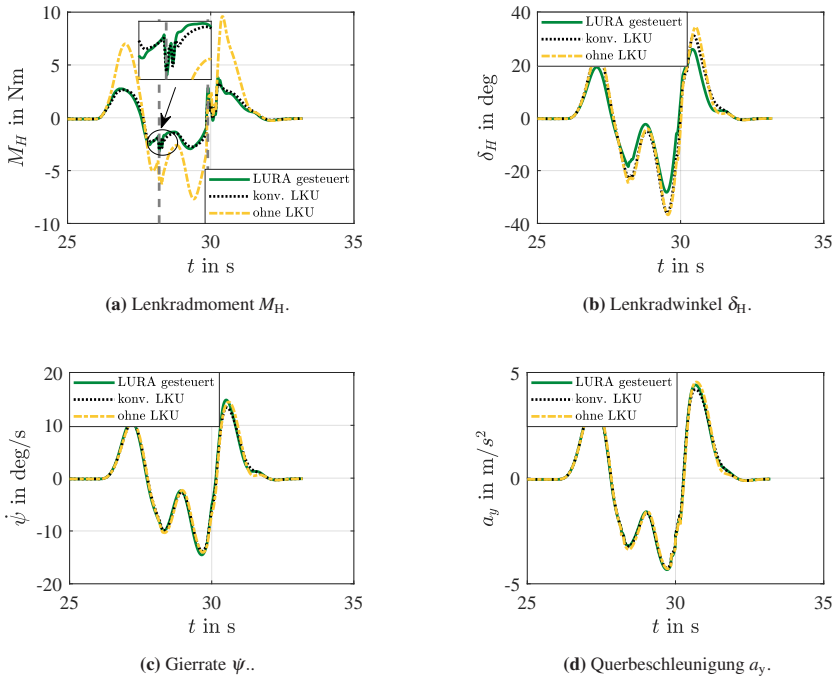 10
5
0
-5
-10
M_H in Nm
LURA gesteuert
konv. LKU
ohne LKU
25
30
35
t in s
(a) Lenkradmoment M_H.
40
20
0
-20
-40
δ_H in deg
LURA gesteuert
konv. LKU
ohne LKU
25
30
35
t in s
(b) Lenkradwinkel δ_H.
20
10
0
-10
-20
ψ̇ in deg/s
LURA gesteuert
konv. LKU
ohne LKU
25
30
35
t in s
(c) Gierrate ψ̇..
5
0
-5
a_y in m/s²
LURA gesteuert
konv. LKU
ohne LKU
25
30
35
t in s
(d) Querbeschleunigung a_y.